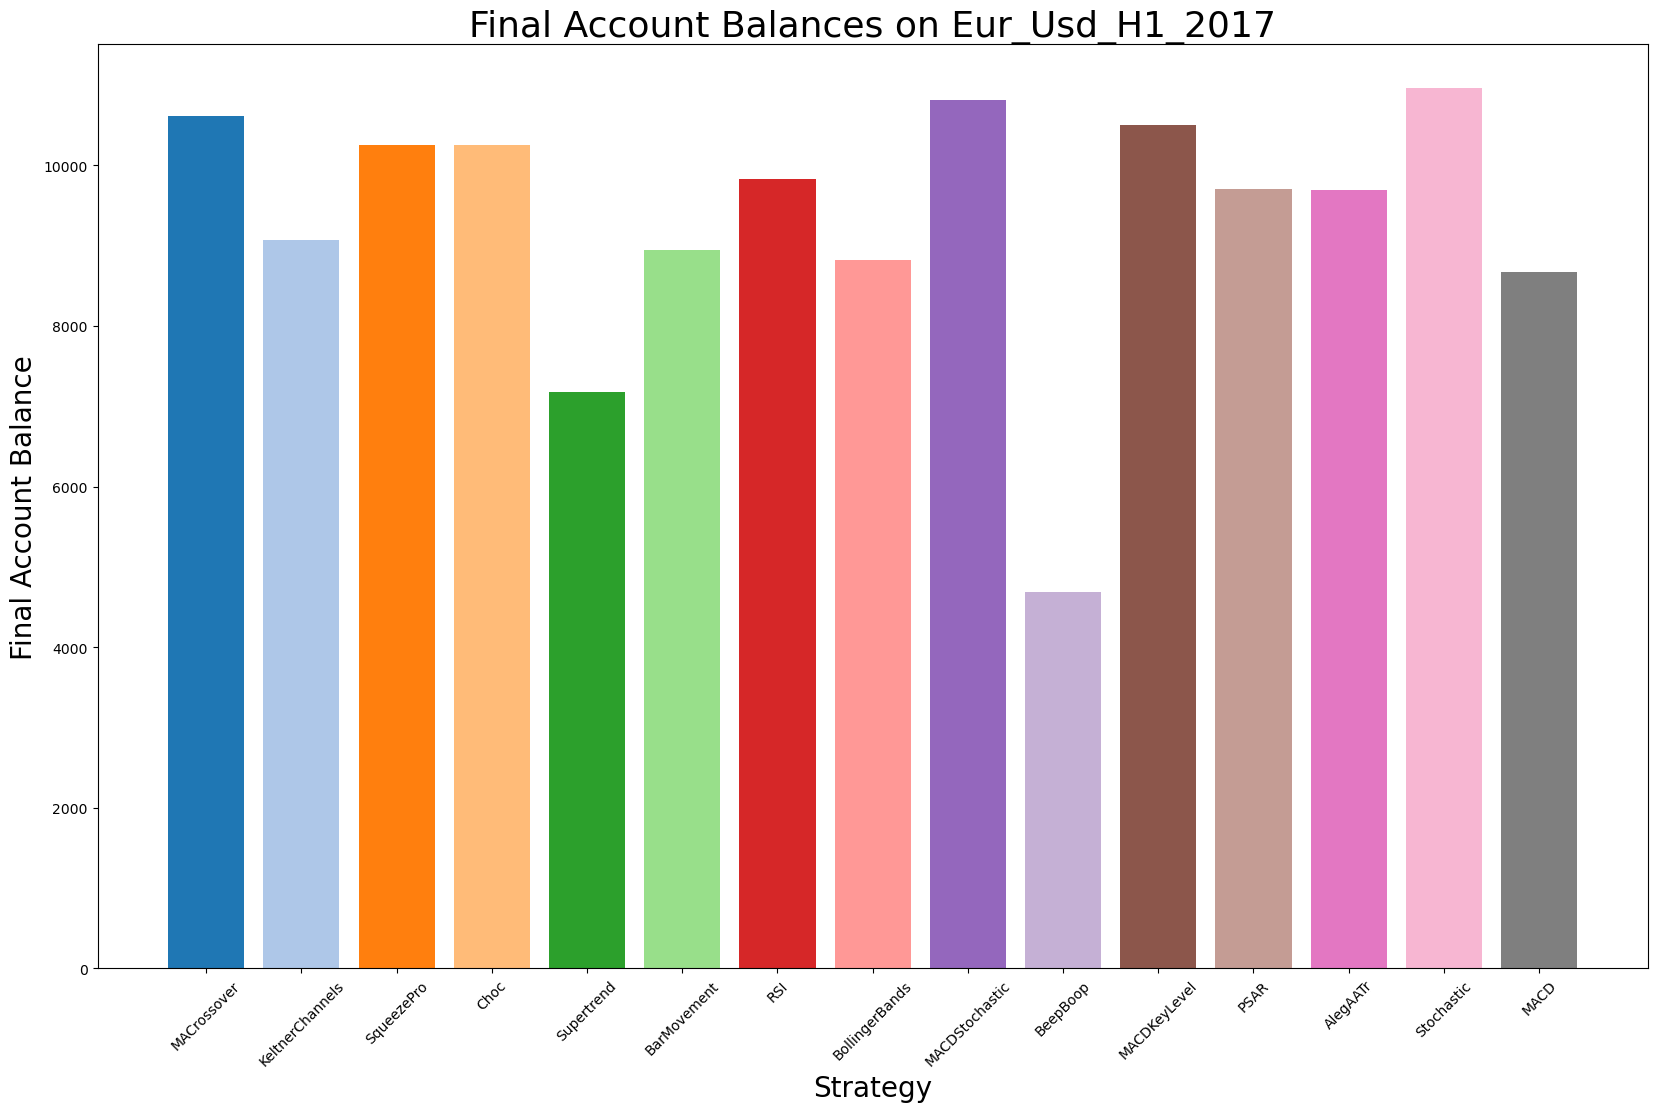 Final Account Balances on Eur_Usd_H1_2017
Final Account Balance
10000
8000
6000
4000
2000
0
MACrossover
KeltnerChannels
SqueezePro
Choc
Supertrend
BarMovement
RSI
BollingerBands
MACDStochastic
BeepBoop
MACDKeyLevel
PSAR
AlegAATr
Stochastic
MACD
Strategy